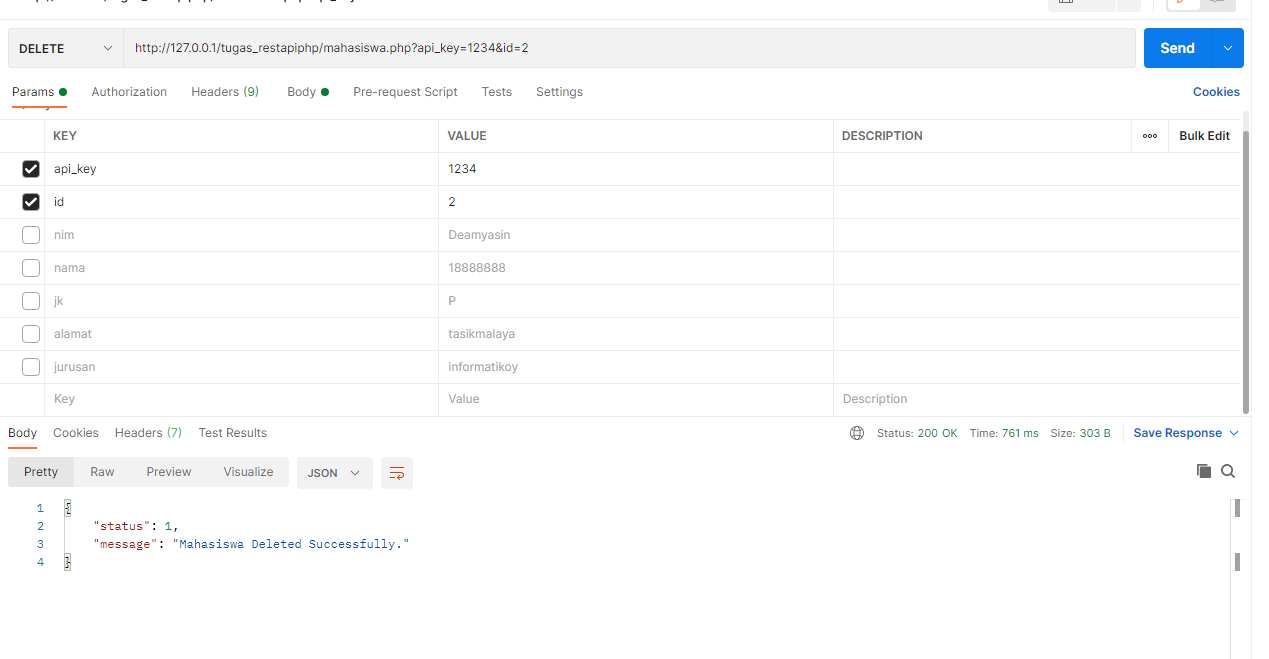 DELETE http://127.0.0.1/tugas_restapiphp/mahasiswa.php?api_key=1234&id=2 Send
Params Authorization Headers (9) Body Pre-request Script Tests Settings Cookies
KEY VALUE DESCRIPTION Bulk Edit
api_key 1234
id 2
nim Deamyasin
nama 18888888
jk P
alamat tasikmalaya
jurusan informatikoy
Key Value Description
Body Cookies Headers (7) Test Results Status: 200 OK Time: 761 ms Size: 303 B Save Response
Pretty Raw Preview Visualize JSON
1 {
2 "status": 1,
3 "message": "Mahasiswa Deleted Successfully."
4 }